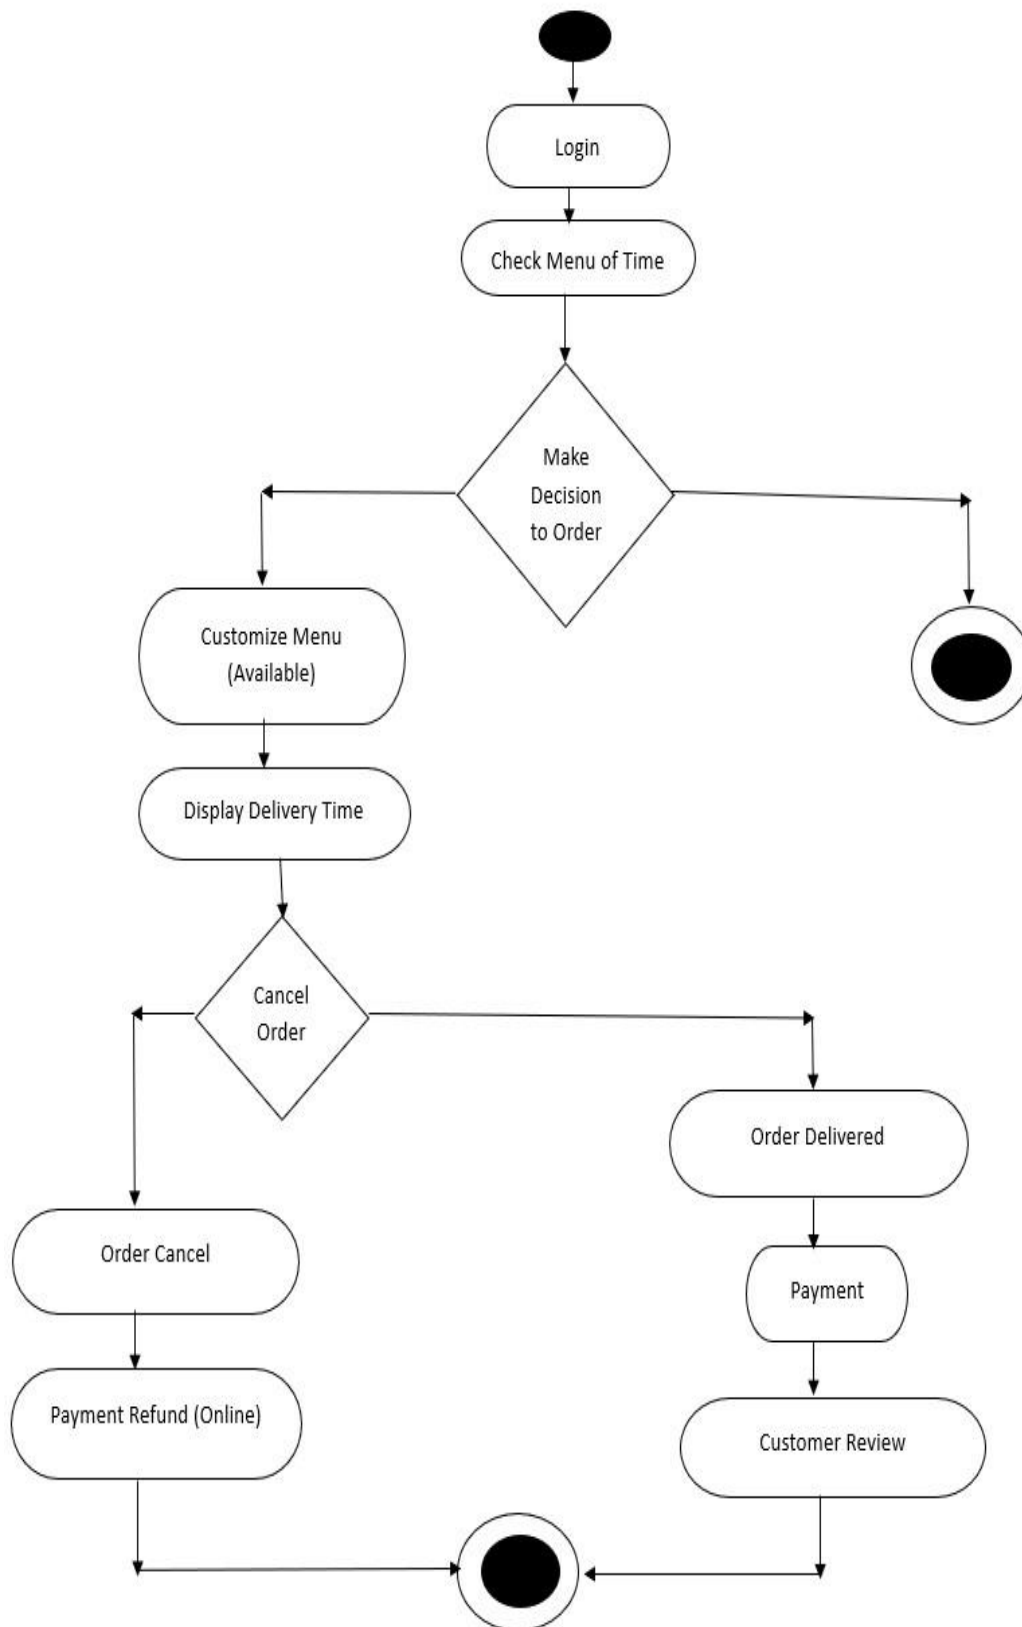 Login
Check Menu of Time
Make
Decision
to Order
Customize Menu
(Available)
Display Delivery Time
Cancel
Order
Order Delivered
Order Cancel
Payment
Payment Refund (Online)
Customer Review